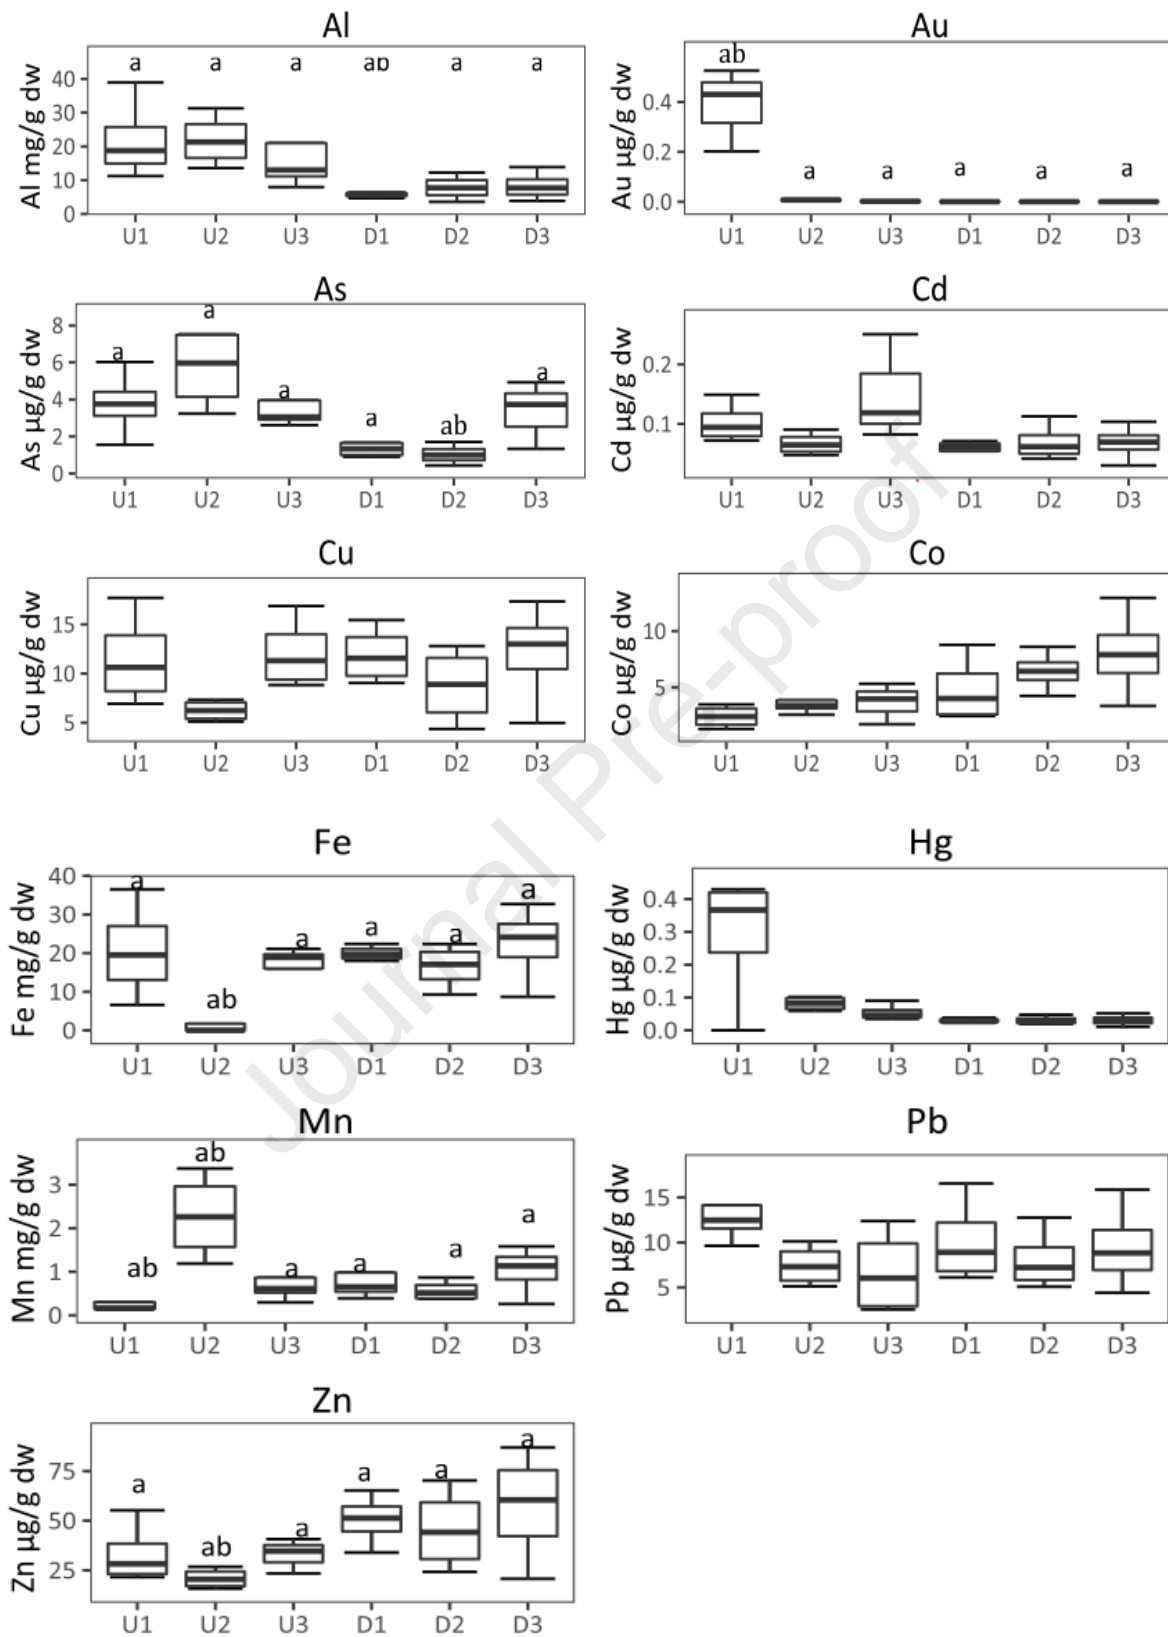 Al
Al mg/g dw
40
30
20
10
0
a a a ab a a
U1 U2 U3 D1 D2 D3
Au
Au µg/g dw
0.4
0.2
0.0
ab a a a a a
U1 U2 U3 D1 D2 D3
As
As µg/g dw
8
6
4
2
0
a a a a ab a
U1 U2 U3 D1 D2 D3
Cd
Cd µg/g dw
0.2
0.1
U1 U2 U3 D1 D2 D3
Cu
Cu µg/g dw
15
10
5
U1 U2 U3 D1 D2 D3
Co
Co µg/g dw
10
5
U1 U2 U3 D1 D2 D3
Fe
Fe mg/g dw
40
30
20
10
0
a ab a a a a
U1 U2 U3 D1 D2 D3
Hg
Hg µg/g dw
0.4
0.3
0.2
0.1
0.0
U1 U2 U3 D1 D2 D3
Mn
Mn mg/g dw
3
2
1
0
ab ab a a a a
U1 U2 U3 D1 D2 D3
Pb
Pb µg/g dw
15
10
5
U1 U2 U3 D1 D2 D3
Zn
Zn µg/g dw
75
50
25
a ab a a a a
U1 U2 U3 D1 D2 D3
Journal Pre-proof